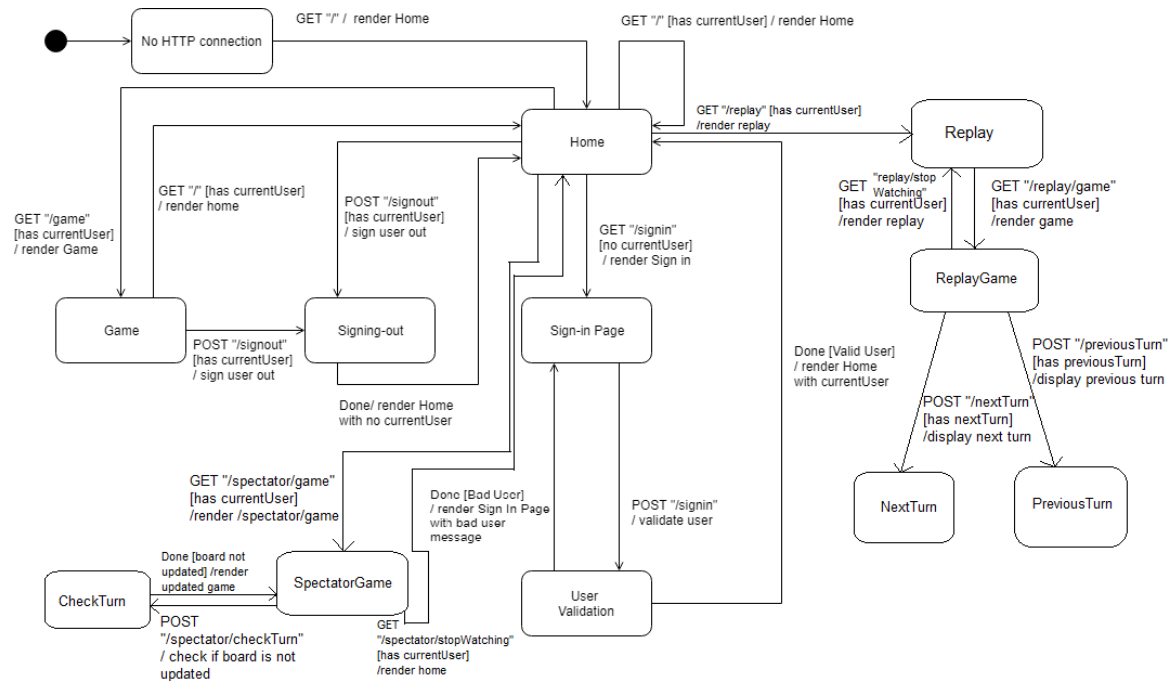 GET "/" / render Home
No HTTP connection
GET "/" [has currentUser] / render Home
Home
GET "/replay" [has currentUser]
/render replay
Replay
GET "/" [has currentUser]
/ render home
POST "/signout"
[has currentUser]
/ sign user out
GET "/game"
[has currentUser]
/ render Game
GET "/signin"
[no currentUser]
/ render Sign in
GET "replay/stop
Watching"
[has currentUser]
/render replay
GET "/replay/game"
[has currentUser]
/render game
ReplayGame
Game
Signing-out
Sign-in Page
POST "/signout"
[has currentUser]
/ sign user out
Done/ render Home
with no currentUser
Done [Valid User]
/ render Home
with currentUser
POST "/previousTurn"
[has previousTurn]
/display previous turn
POST "/nextTurn"
[has nextTurn]
/display next turn
GET "/spectator/game"
[has currentUser]
/render /spectator/game
Done [Bad User]
/ render Sign In Page
with bad user
message
POST "/signin"
/ validate user
NextTurn
PreviousTurn
Done [board not
updated] /render
updated game
CheckTurn
SpectatorGame
User
Validation
POST
"/spectator/checkTurn"
/ check if board is not
updated
GET
"/spectator/stopWatching"
[has currentUser]
/render home